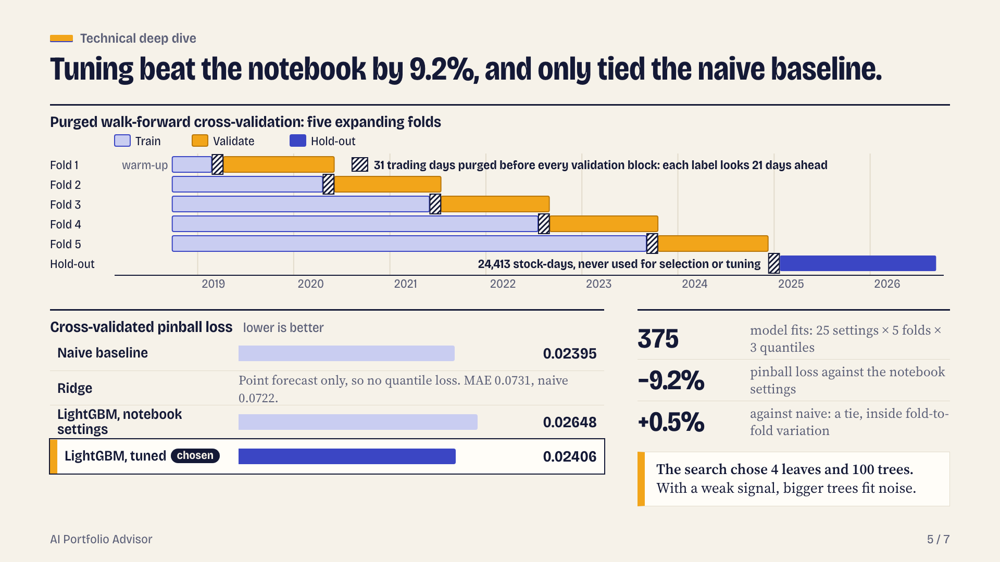 Technical deep dive
Tuning beat the notebook by 9.2%, and only tied the naive baseline.
Purged walk-forward cross-validation: five expanding folds
Train
Validate
Hold-out
Fold 1
warm-up
31 trading days purged before every validation block: each label looks 21 days ahead
Fold 2
Fold 3
Fold 4
Fold 5
Hold-out
24,413 stock-days, never used for selection or tuning
2019
2020
2021
2022
2023
2024
2025
2026
Cross-validated pinball loss
lower is better
Naive baseline
0.02395
Ridge
Point forecast only, so no quantile loss. MAE 0.0731, naive
0.0722.
LightGBM, notebook
settings
0.02648
LightGBM, tuned
chosen
0.02406
375
model fits: 25 settings × 5 folds ×
3 quantiles
−9.2%
pinball loss against the notebook
settings
+0.5%
against naive: a tie, inside fold-to-
fold variation
The search chose 4 leaves and 100 trees.
With a weak signal, bigger trees fit noise.
AI Portfolio Advisor
5 / 7